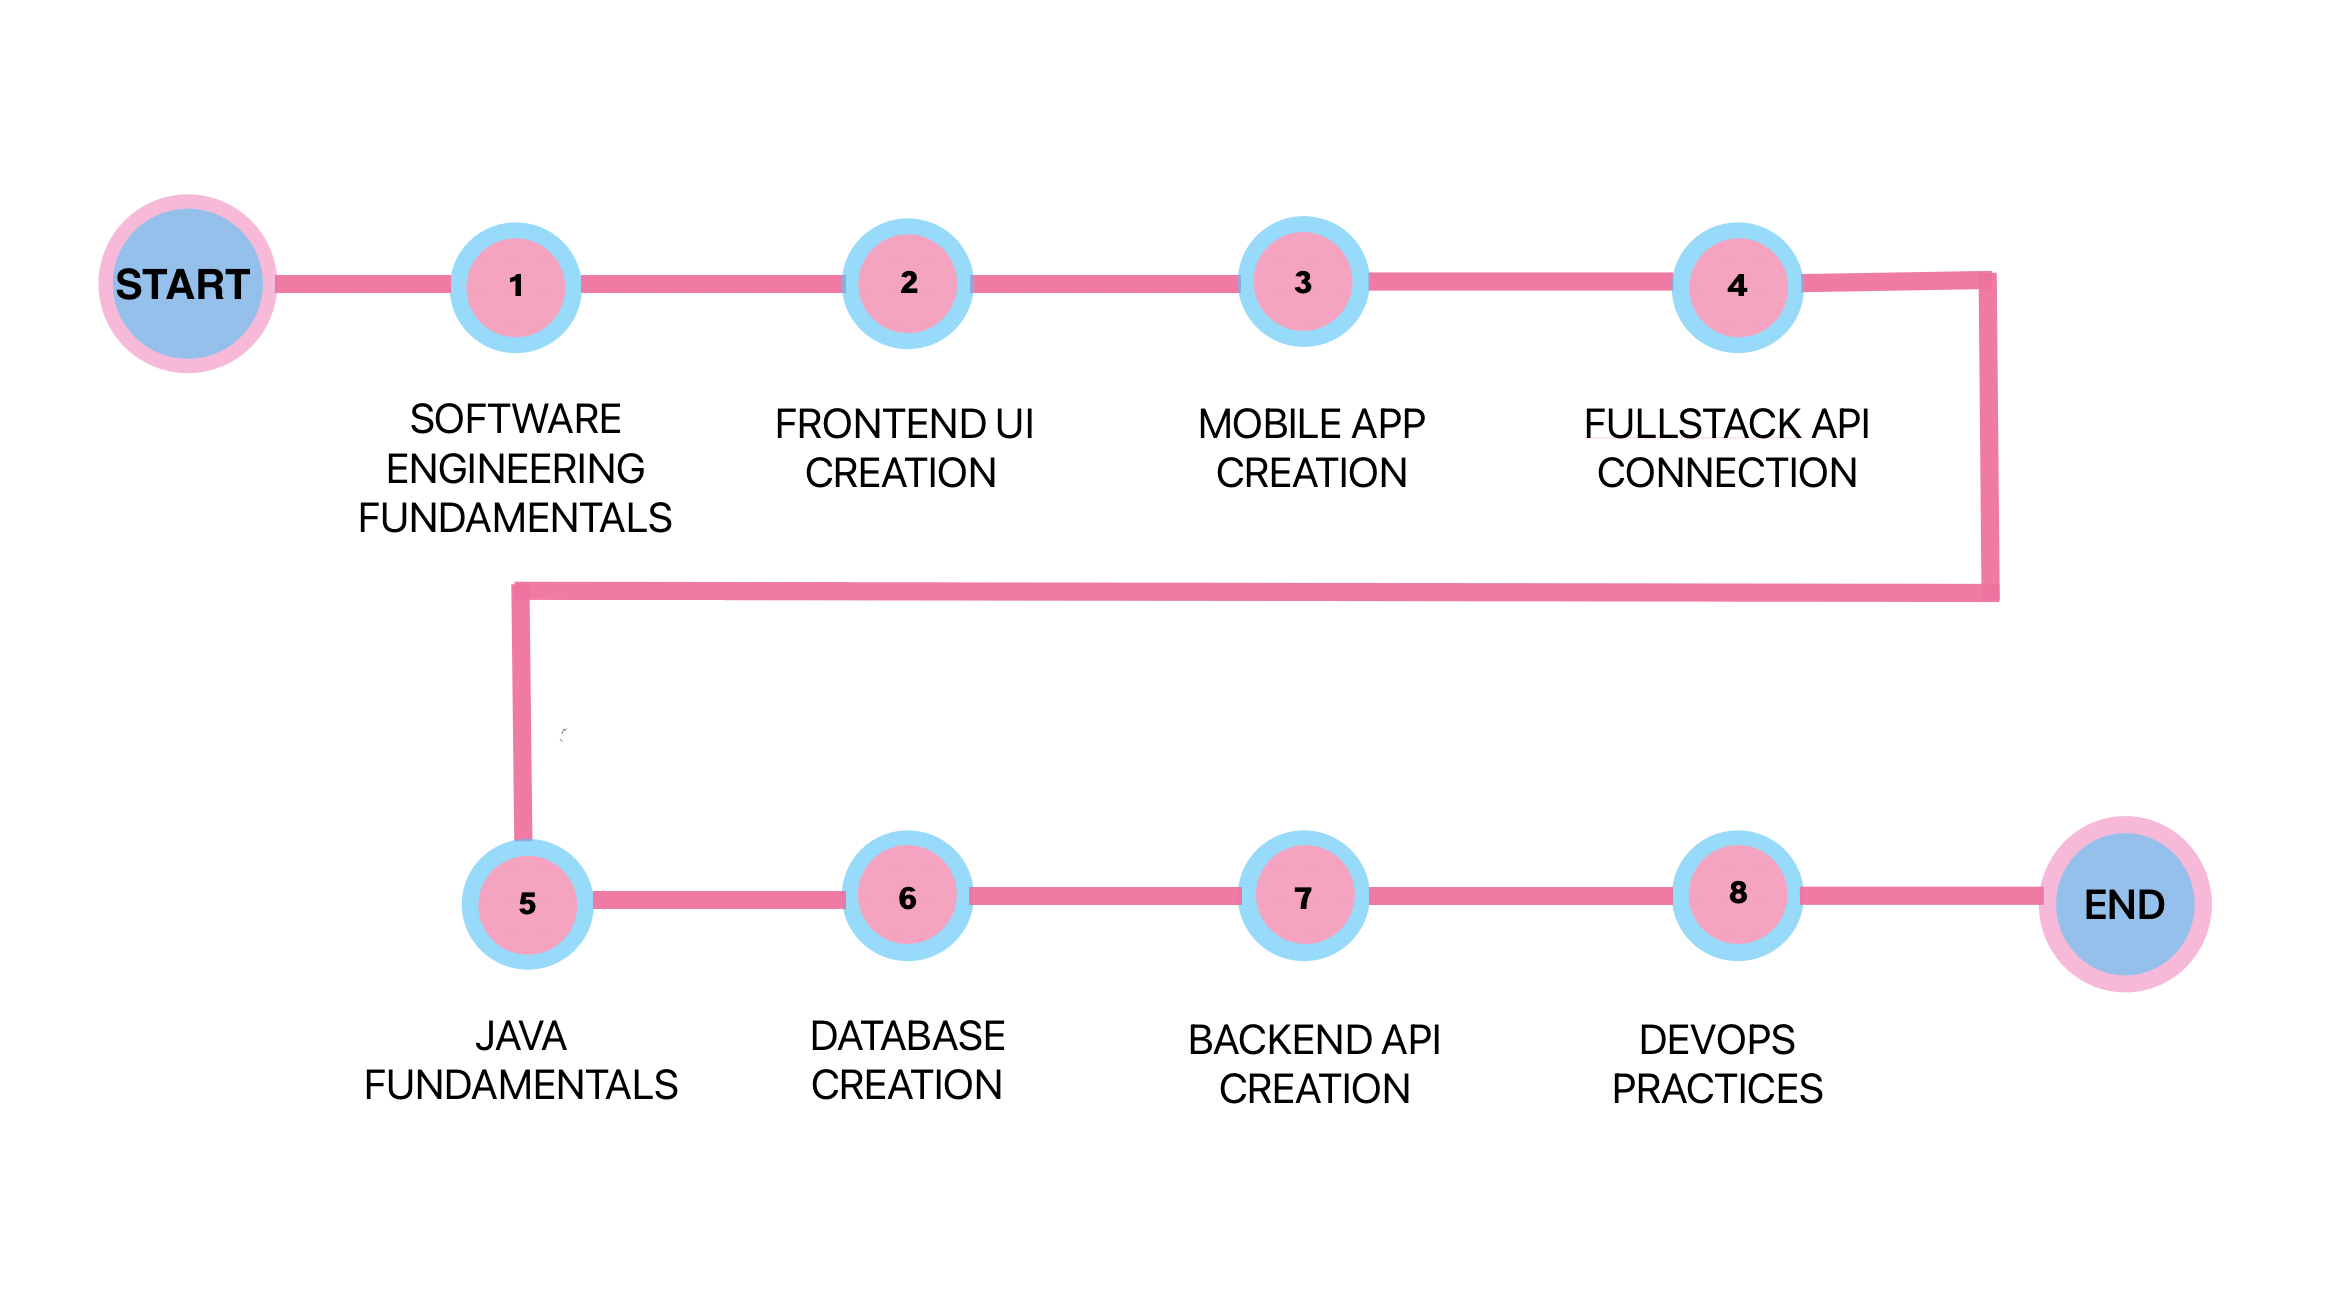 START
1
2
3
4
SOFTWARE
ENGINEERING
FUNDAMENTALS
FRONTEND UI
CREATION
MOBILE APP
CREATION
FULLSTACK API
CONNECTION
5
6
7
8
END
JAVA
FUNDAMENTALS
DATABASE
CREATION
BACKEND API
CREATION
DEVOPS
PRACTICES